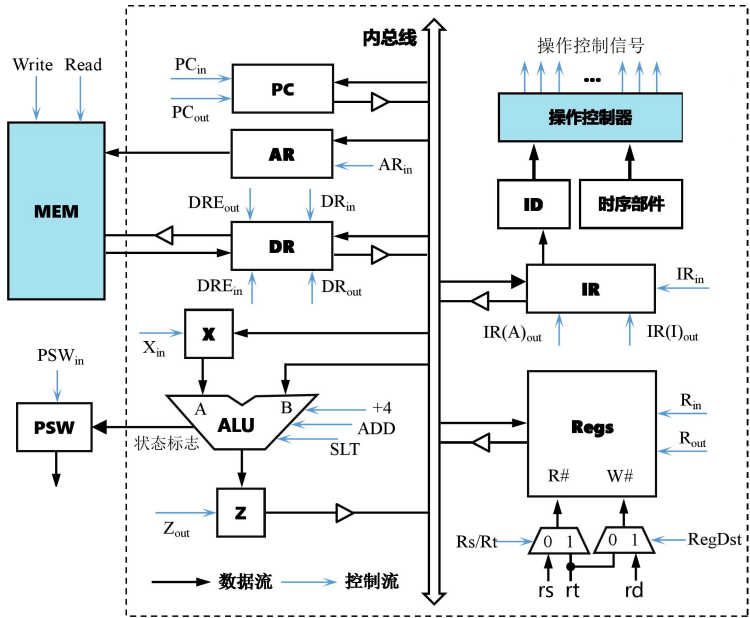 内总线
操作控制信号
Write Read
PCin
PC
PCout
...
操作控制器
AR
ARin
MEM
DREout
DRin
DR
DREin
DRout
ID
时序部件
IR
IRin
IR(A)out
IR(I)out
X
Xin
PSWin
PSW
状态标志
A
B
ALU
+4
ADD
SLT
Z
Zout
Regs
Rin
Rout
R#
W#
Rs/Rt
0 1
0 1
RegDst
rs rt rd
数据流
控制流